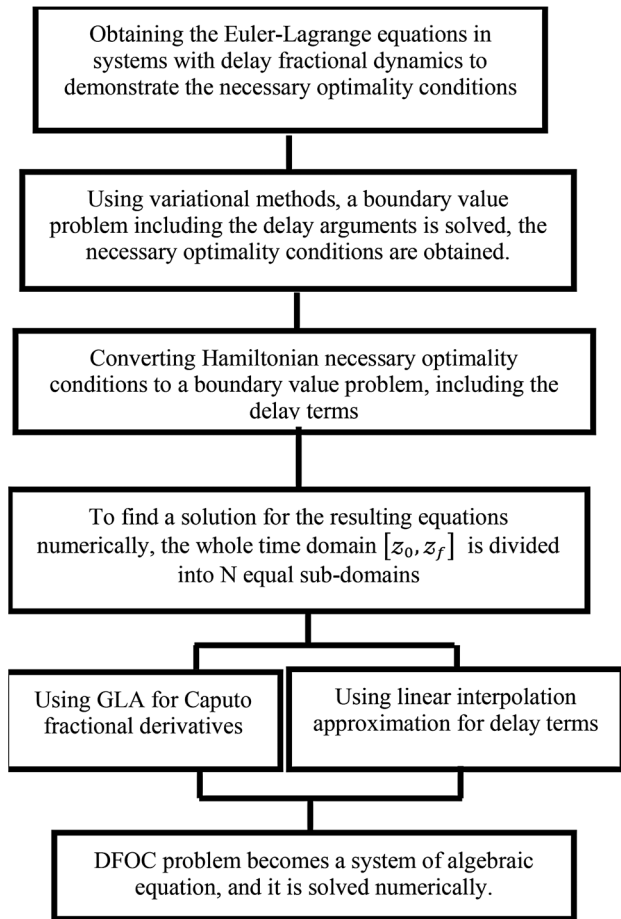 Obtaining the Euler-Lagrange equations in
systems with delay fractional dynamics to
demonstrate the necessary optimality conditions
Using variational methods, a boundary value
problem including the delay arguments is solved, the
necessary optimality conditions are obtained.
Converting Hamiltonian necessary optimality
conditions to a boundary value problem, including the
delay terms
To find a solution for the resulting equations
numerically, the whole time domain [z₀, z_f] is divided
into N equal sub-domains
Using GLA for Caputo
fractional derivatives
Using linear interpolation
approximation for delay terms
DFOC problem becomes a system of algebraic
equation, and it is solved numerically.